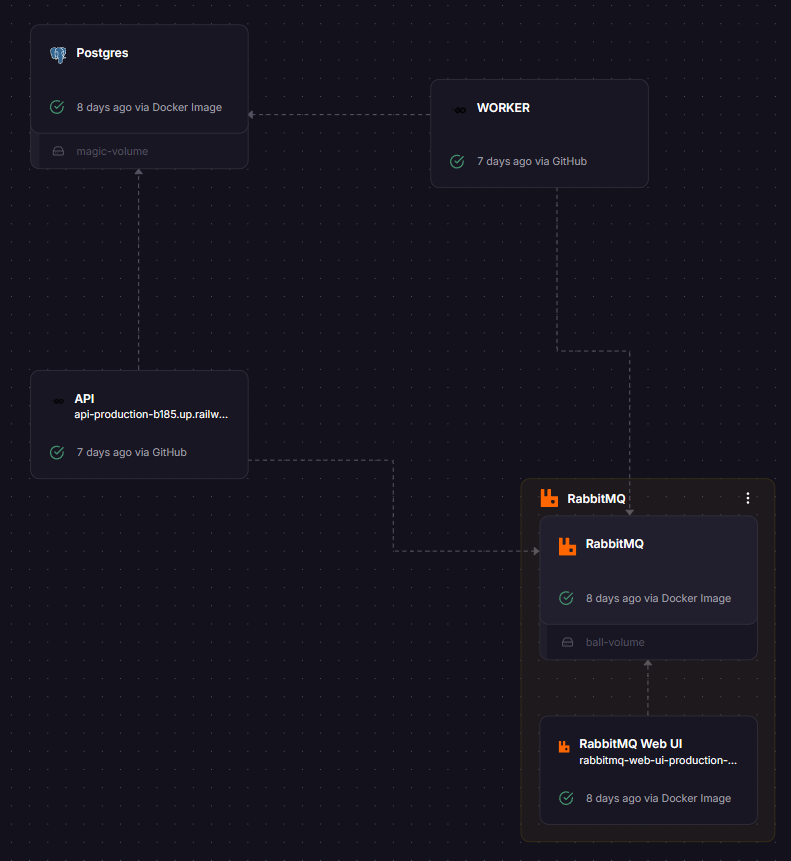 Postgres
8 days ago via Docker Image
magic-volume
WORKER
7 days ago via GitHub
API
api-production-b185.up.railw...
7 days ago via GitHub
RabbitMQ
RabbitMQ
8 days ago via Docker Image
ball-volume
RabbitMQ Web UI
rabbitmq-web-ui-production-...
8 days ago via Docker Image